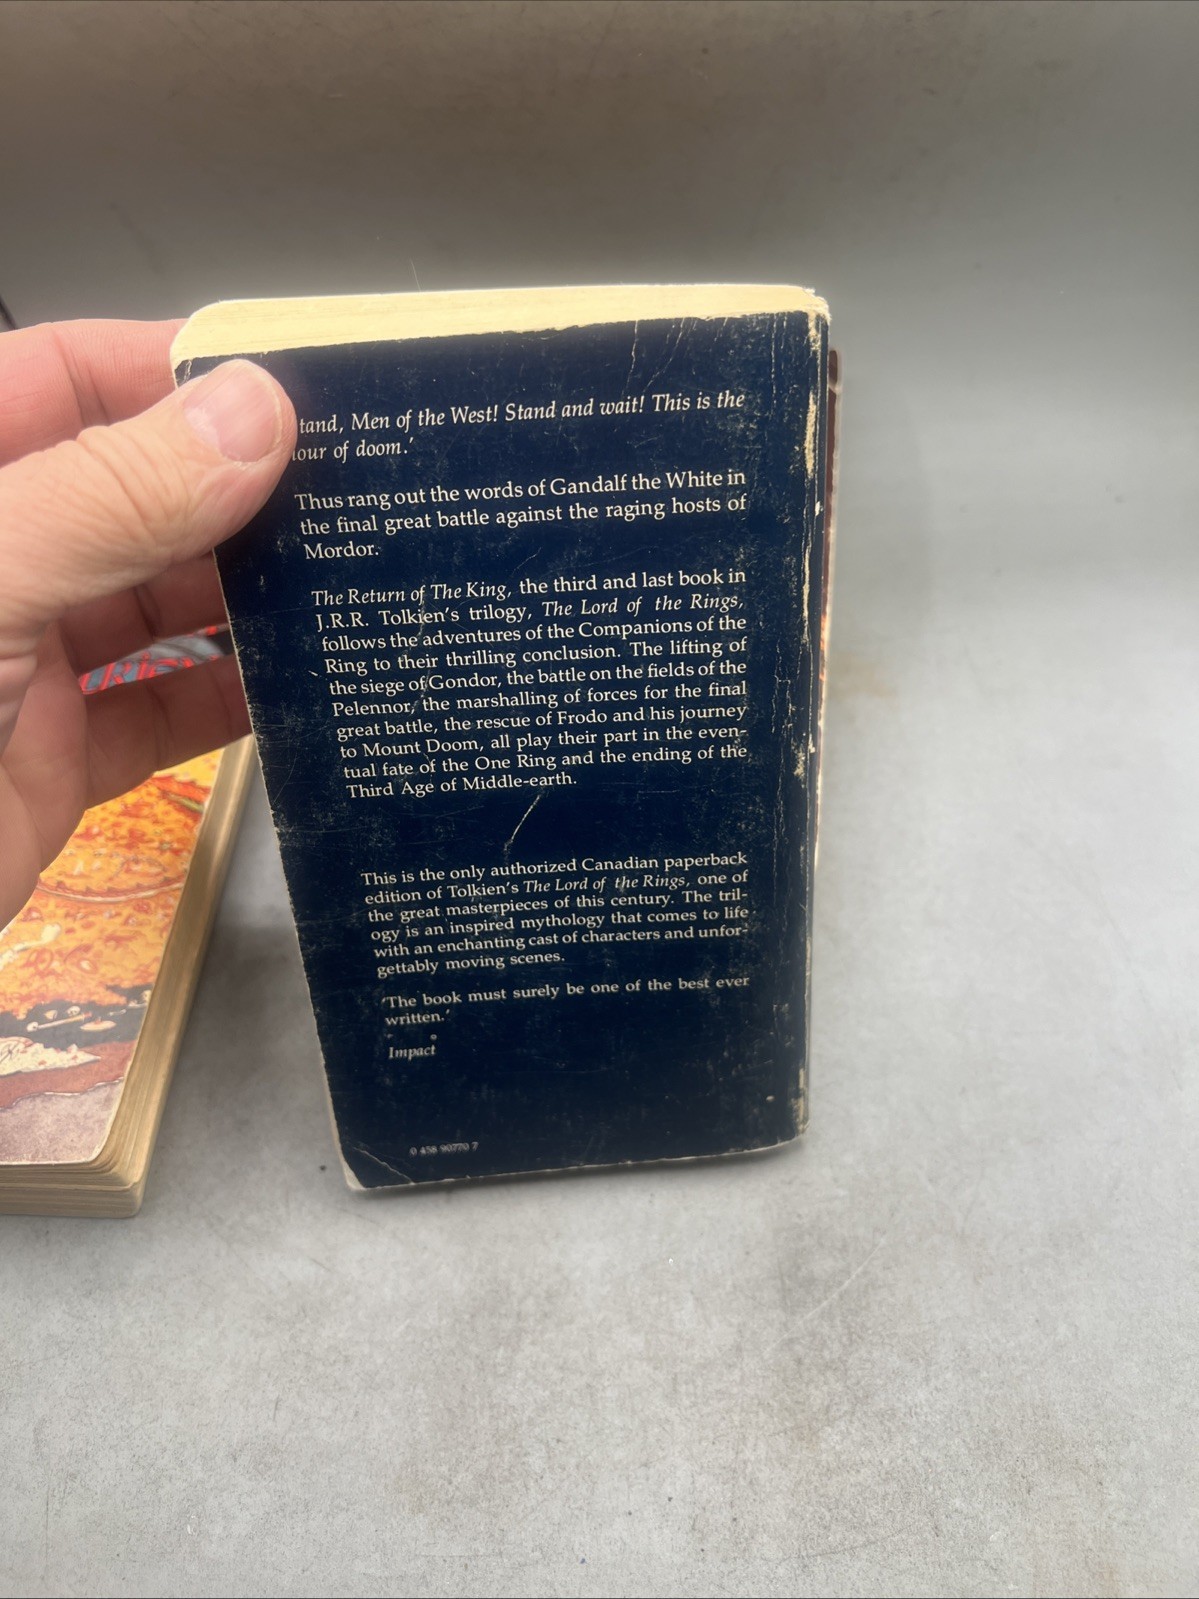 tand, Men of the West! Stand and wait! This is the
our of doom.'
Thus rang out the words of Gandalf the White in
the final great battle against the raging hosts of
Mordor.
The Return of The King, the third and last book in
J.R.R. Tolkien's trilogy, The Lord of the Rings,
follows the adventures of the Companions of the
Ring to their thrilling conclusion. The lifting of
the siege of Gondor, the battle on the fields of the
Pelennor, the marshalling of forces for the final
great battle, the rescue of Frodo and his journey
to Mount Doom, all play their part in the even-
tual fate of the One Ring and the ending of the
Third Age of Middle-earth.
This is the only authorized Canadian paperback
edition of Tolkien's The Lord of the Rings, one of
the great masterpieces of this century. The tril-
ogy is an inspired mythology that comes to life
with an enchanting cast of characters and unfor-
gettably moving scenes.
'The book must surely be one of the best ever
written.'
Impact
0 458 90770 7